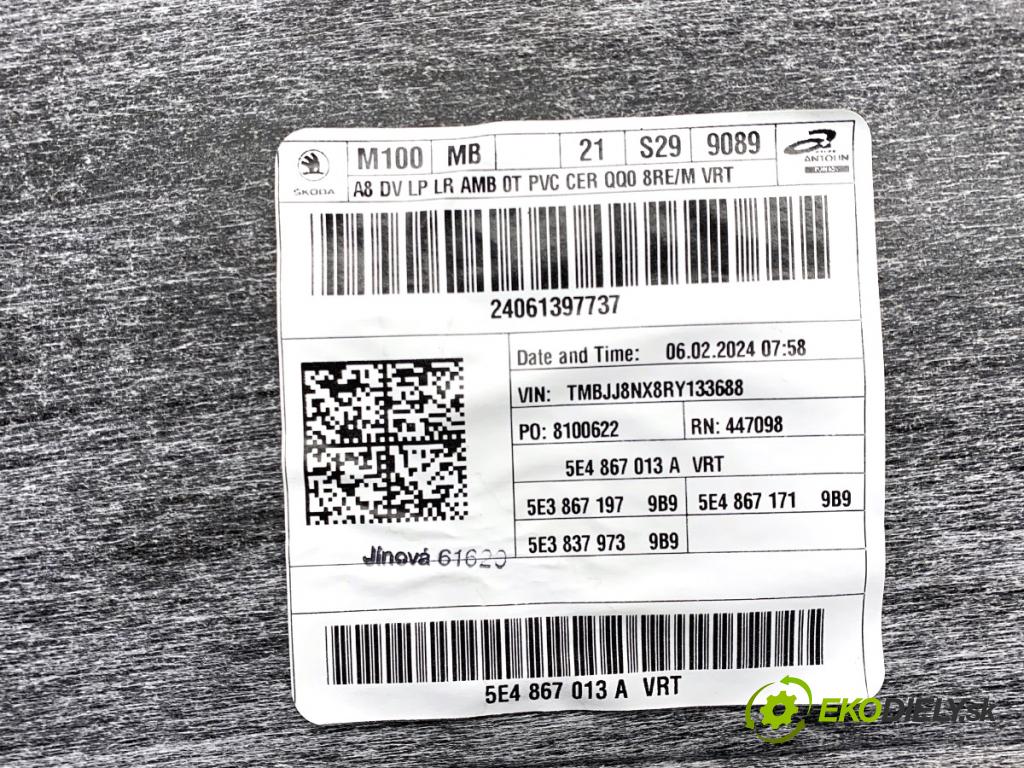 ŠKODA
M100 MB 21 S29 9089
ANTOLIN
A8 DV LP LR AMB 0T PVC CER QQ0 8RE/M VRT
24061397737
Date and Time: 06.02.2024 07:58
VIN: TMBJJ8NX8RY133688
PO: 8100622 RN: 447098
5E4 867 013 A VRT
5E3 867 197 9B9 5E4 867 171 9B9
5E3 837 973 9B9
Jínová 61620
5E4 867 013 A VRT
EKODIELY.sk